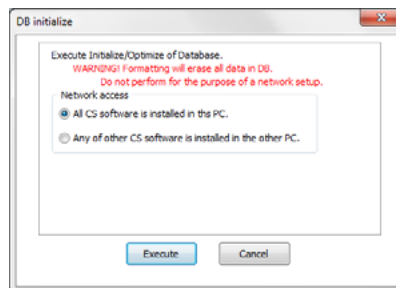 DB initialize
Execute Initialize/Optimize of Database.
WARNING! Formatting will erase all data in DB.
Do not perform for the purpose of a network setup.
Network access
All CS software is installed in ths PC.
Any of other CS software is installed in the other PC.
Execute
Cancel